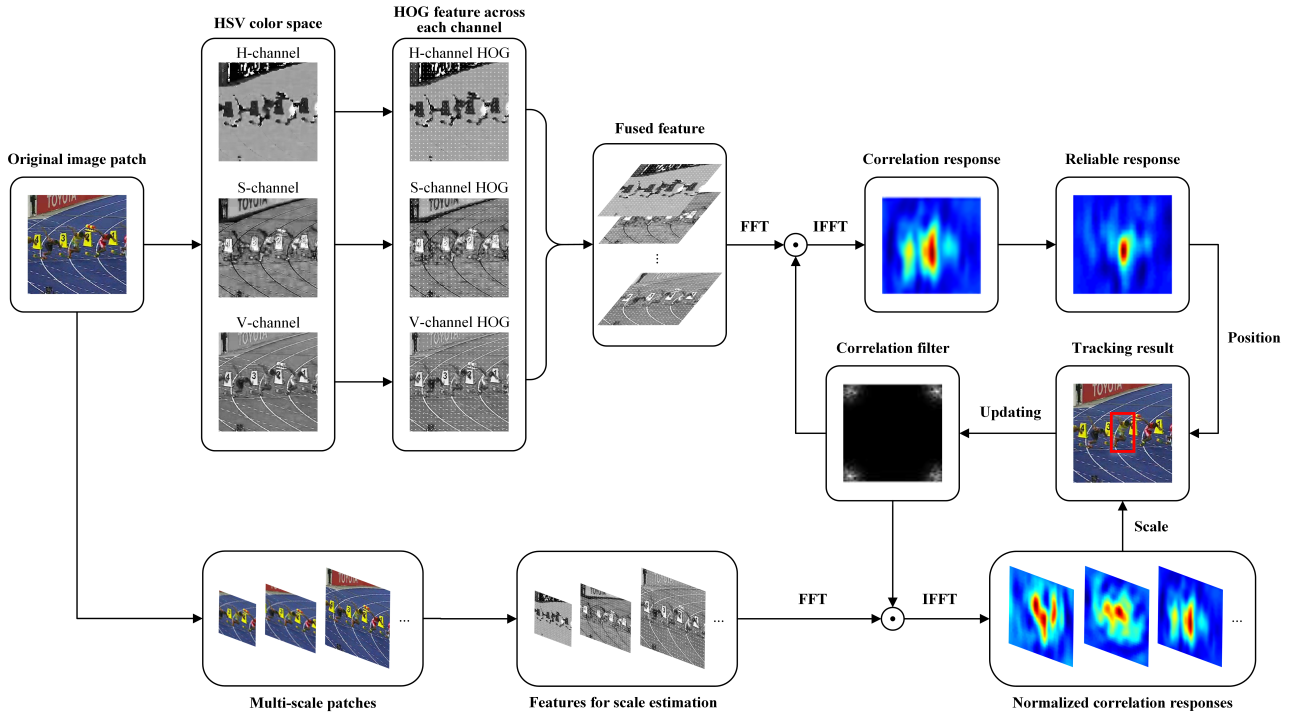 HSV color space
HOG feature across
each channel
H-channel
H-channel HOG
Original image patch
TOYOTA
S-channel
S-channel HOG
V-channel
V-channel HOG
Fused feature
...
FFT
IFFT
Correlation response
Reliable response
Position
Correlation filter
Tracking result
Updating
Scale
...
Multi-scale patches
...
Features for scale estimation
FFT
IFFT
...
Normalized correlation responses